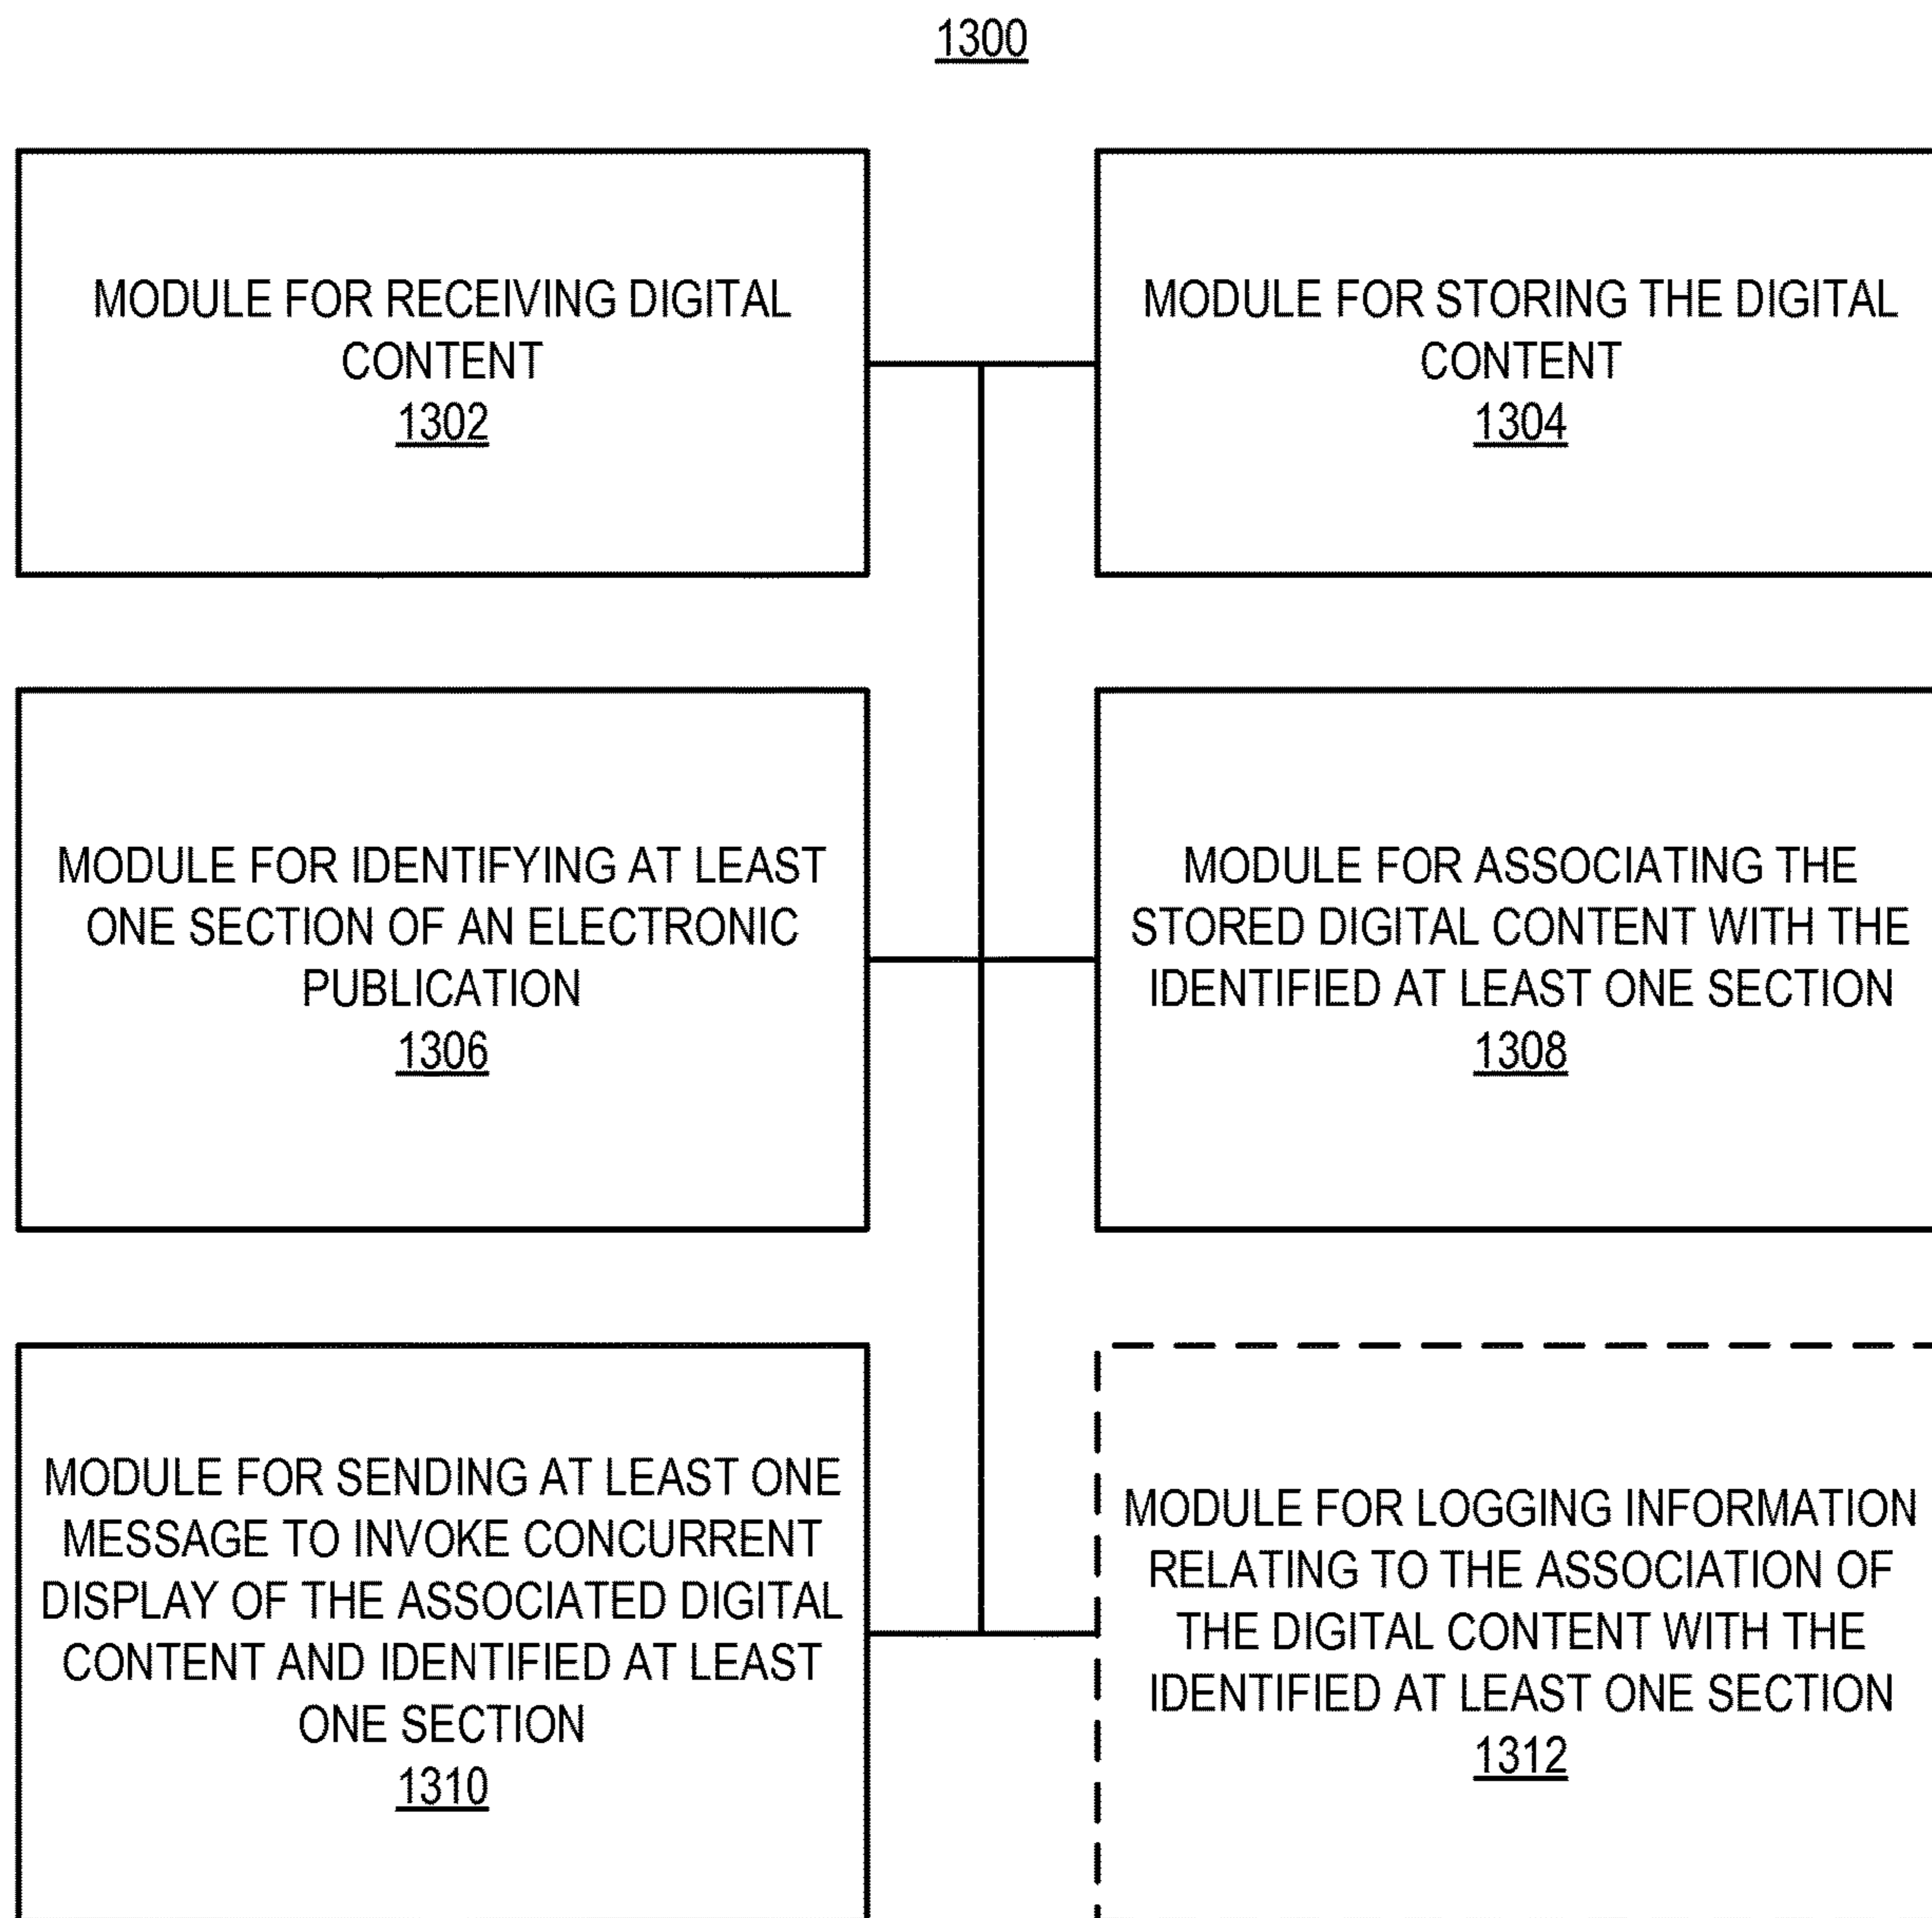 1300
MODULE FOR RECEIVING DIGITAL
CONTENT
1302
MODULE FOR STORING THE DIGITAL
CONTENT
1304
MODULE FOR IDENTIFYING AT LEAST
ONE SECTION OF AN ELECTRONIC
PUBLICATION
1306
MODULE FOR ASSOCIATING THE
STORED DIGITAL CONTENT WITH THE
IDENTIFIED AT LEAST ONE SECTION
1308
MODULE FOR SENDING AT LEAST ONE
MESSAGE TO INVOKE CONCURRENT
DISPLAY OF THE ASSOCIATED DIGITAL
CONTENT AND IDENTIFIED AT LEAST
ONE SECTION
1310
MODULE FOR LOGGING INFORMATION
RELATING TO THE ASSOCIATION OF
THE DIGITAL CONTENT WITH THE
IDENTIFIED AT LEAST ONE SECTION
1312